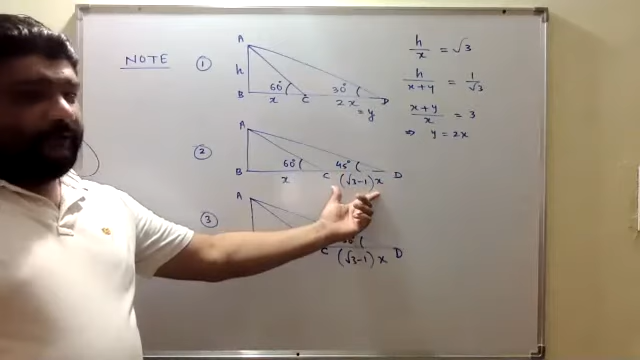 NOTE
①
A
h
B
60°
x
C
30°
2x
D
= y
②
A
B
60°
x
C
45°
(√3-1)x
D
③
A
C
(√3-1)x
D
h/x = √3
h/x+y = 1/√3
x+y/x = 3
⇒ y = 2x